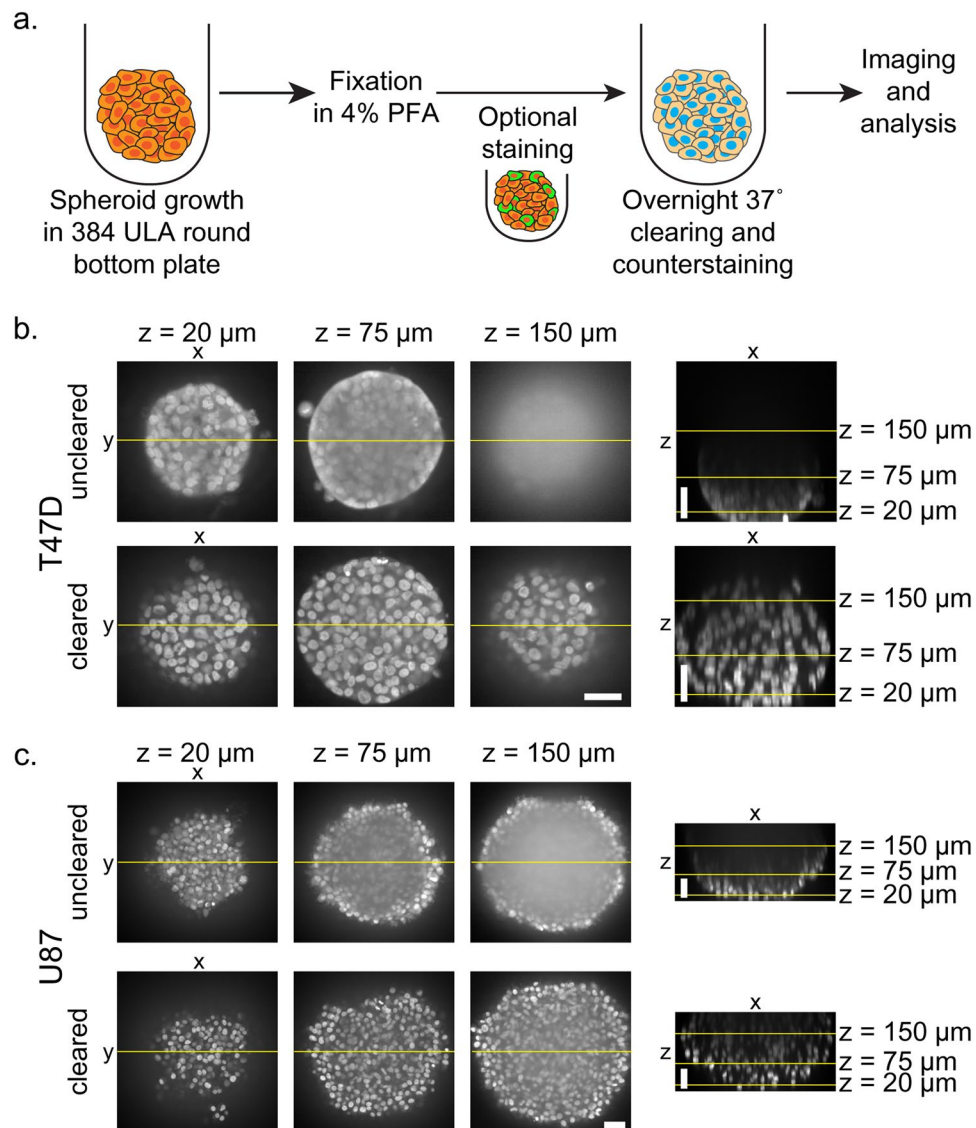 a.
Spheroid growth
in 384 ULA round
bottom plate
Fixation
in 4% PFA
Optional
staining
Overnight 37°
clearing and
counterstaining
Imaging
and
analysis
b.
z = 20 µm
z = 75 µm
z = 150 µm
T47D
uncleared
x
y
x
z
z = 150 µm
z = 75 µm
z = 20 µm
cleared
x
y
x
z
z = 150 µm
z = 75 µm
z = 20 µm
c.
z = 20 µm
z = 75 µm
z = 150 µm
U87
uncleared
x
y
x
z
z = 150 µm
z = 75 µm
z = 20 µm
cleared
x
y
x
z
z = 150 µm
z = 75 µm
z = 20 µm